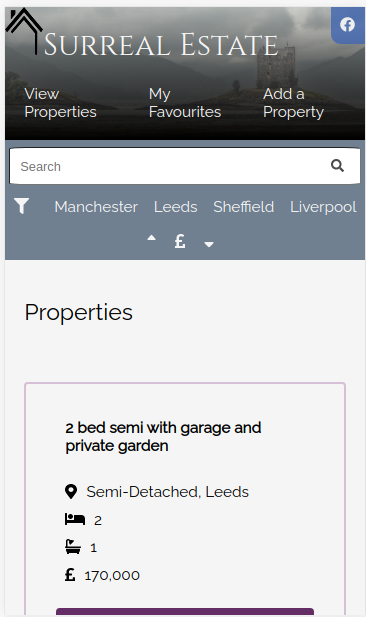 Surreal Estate
View Properties
My Favourites
Add a Property
Search
Manchester Leeds Sheffield Liverpool
£
Properties
2 bed semi with garage and
private garden
Semi-Detached, Leeds
2
1
£ 170,000